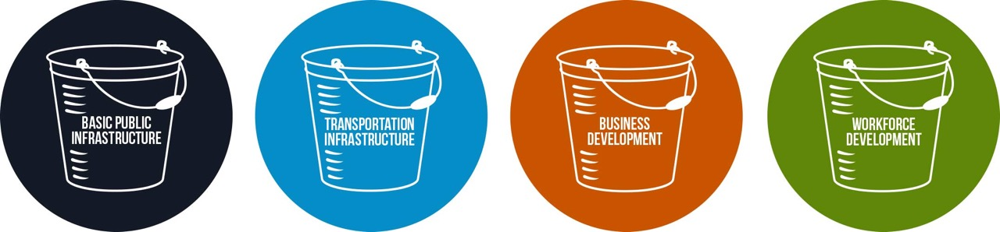 BASIC PUBLIC
INFRASTRUCTURE
TRANSPORTATION
INFRASTRUCTURE
BUSINESS
DEVELOPMENT
WORKFORCE
DEVELOPMENT